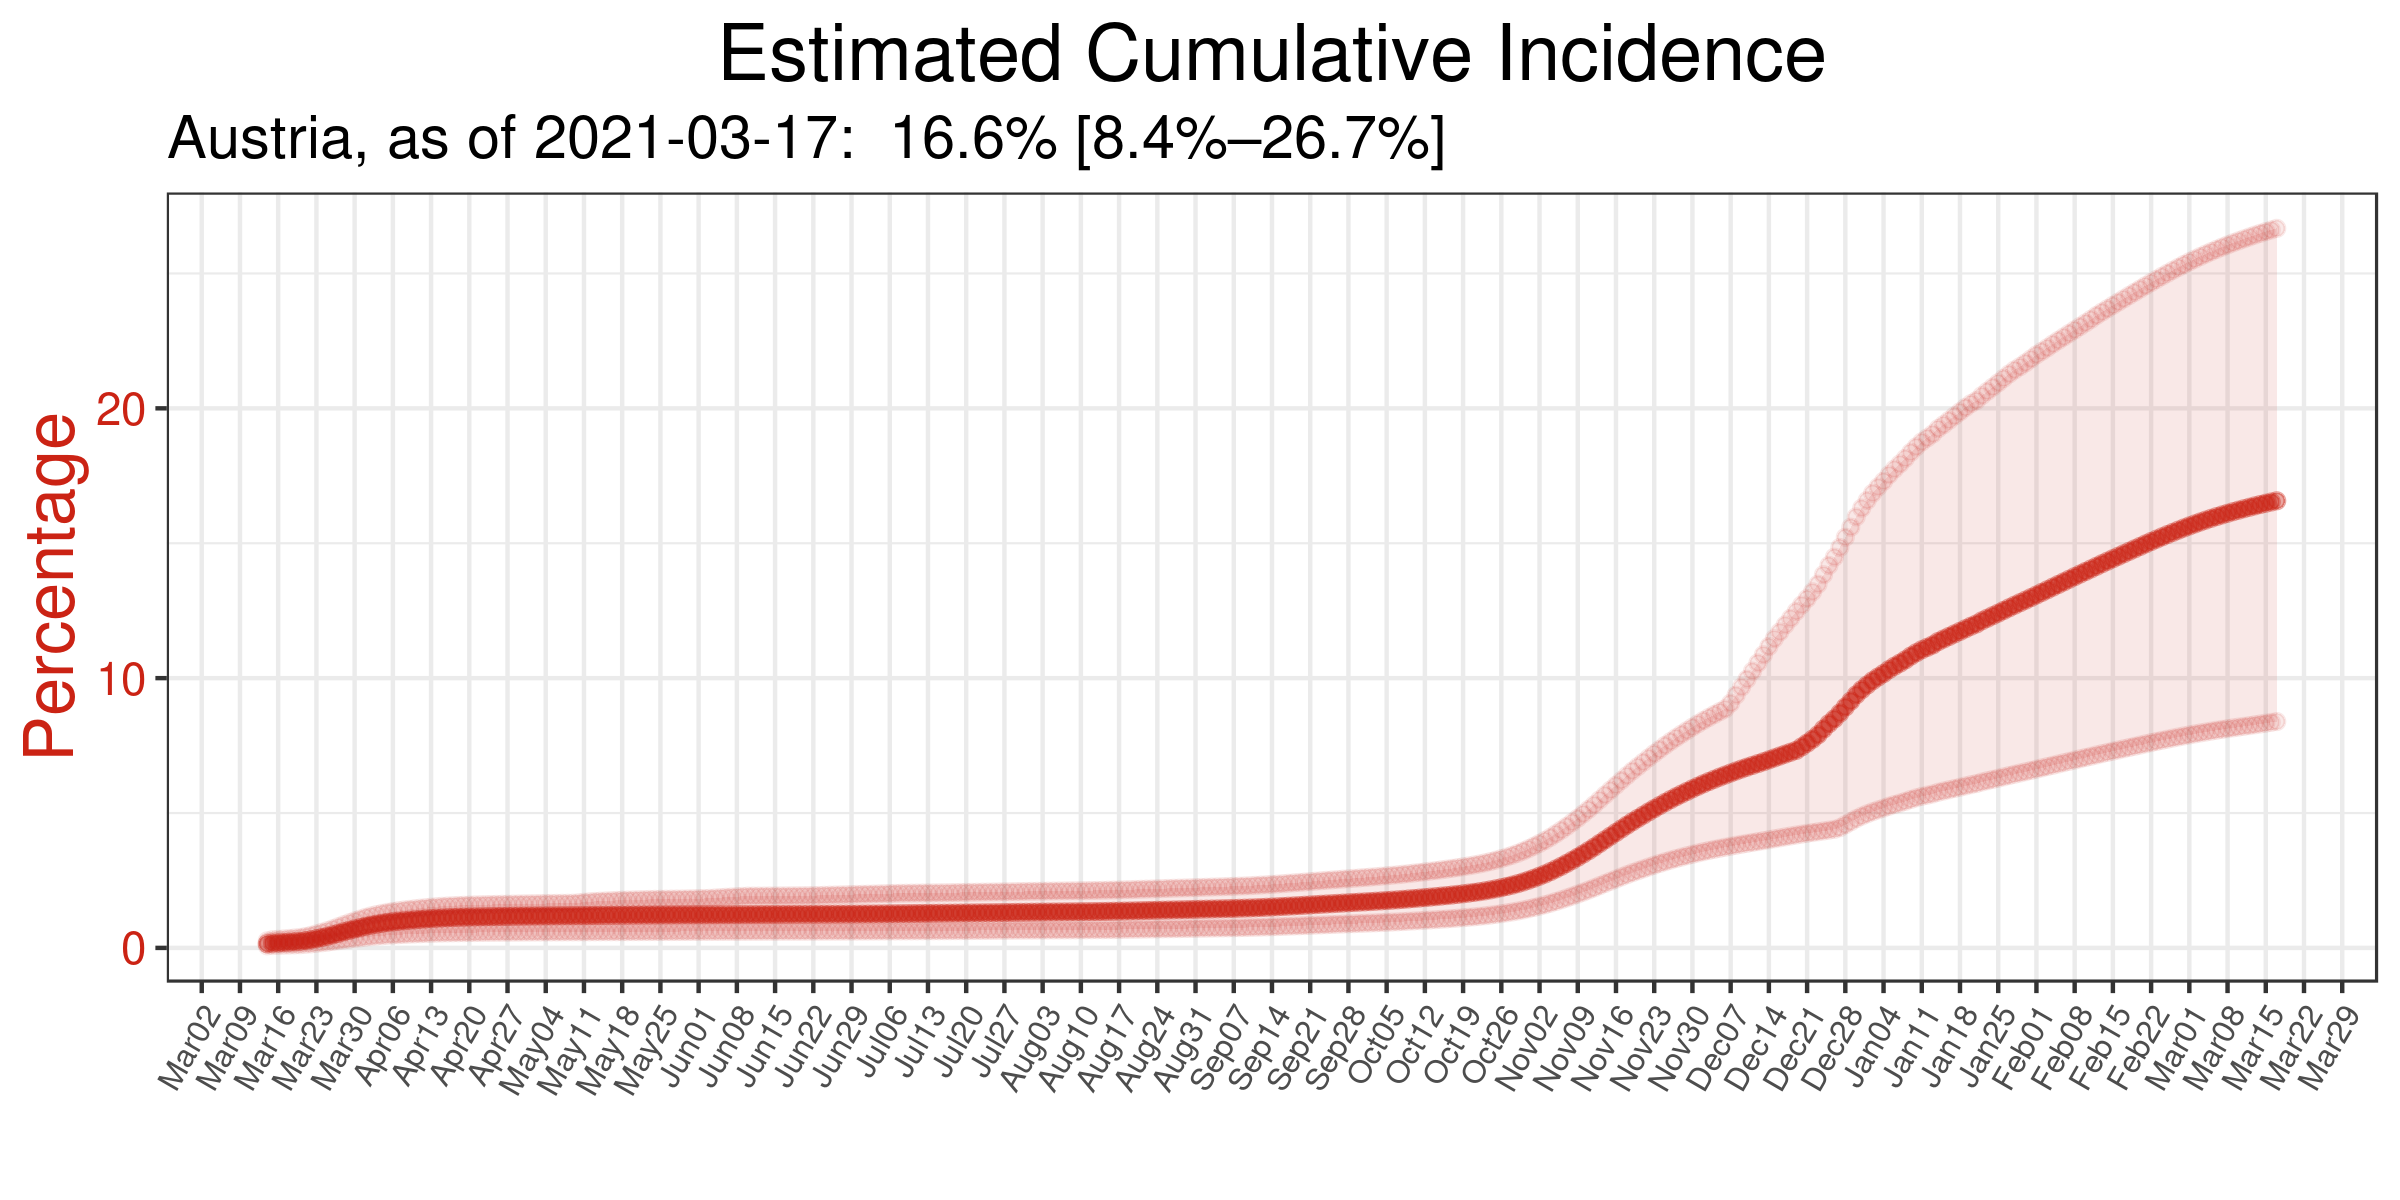 Estimated Cumulative Incidence
Austria, as of 2021-03-17:  16.6% [8.4%–26.7%]
Percentage
20
10
0
Mar02
Mar09
Mar16
Mar23
Mar30
Apr06
Apr13
Apr20
Apr27
May04
May11
May18
May25
Jun01
Jun08
Jun15
Jun22
Jun29
Jul06
Jul13
Jul20
Jul27
Aug03
Aug10
Aug17
Aug24
Aug31
Sep07
Sep14
Sep21
Sep28
Oct05
Oct12
Oct19
Oct26
Nov02
Nov09
Nov16
Nov23
Nov30
Dec07
Dec14
Dec21
Dec28
Jan04
Jan11
Jan18
Jan25
Feb01
Feb08
Feb15
Feb22
Mar01
Mar08
Mar15
Mar22
Mar29